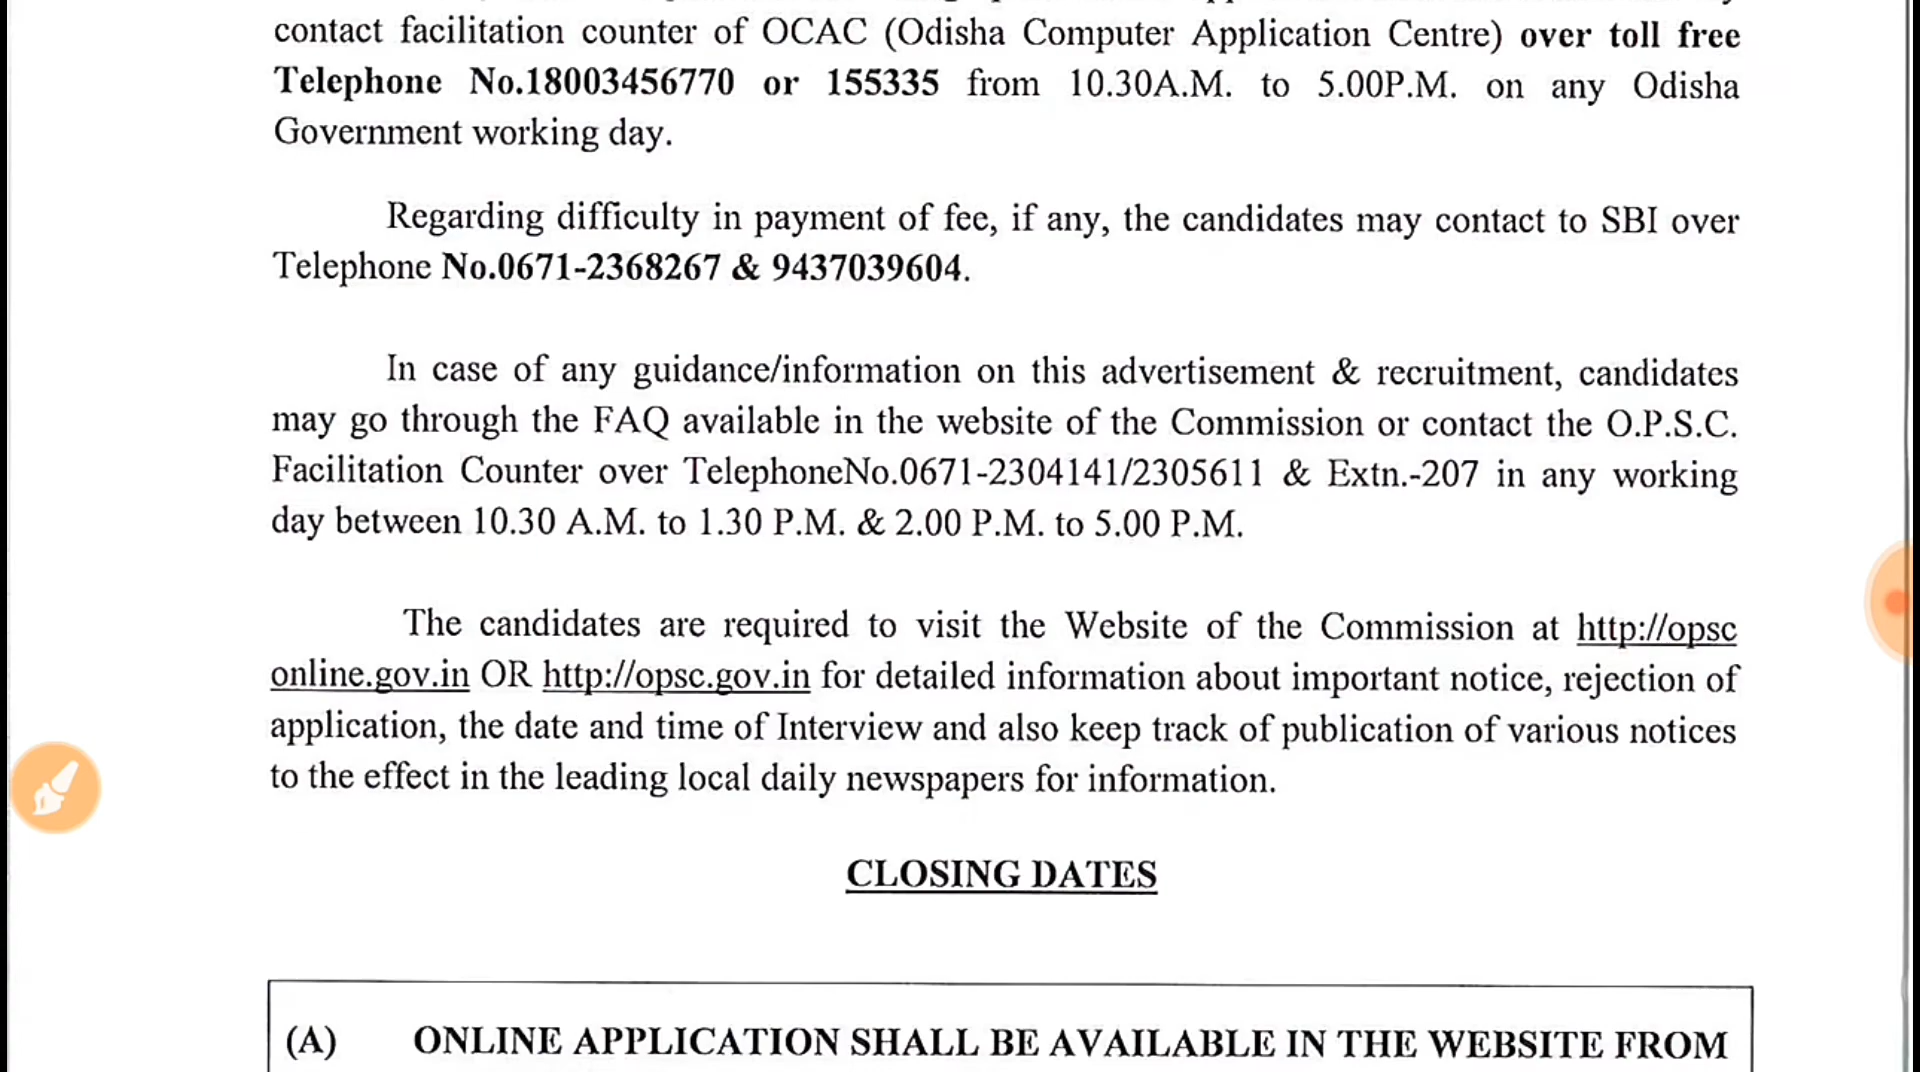 contact facilitation counter of OCAC (Odisha Computer Application Centre) over toll free
Telephone No.18003456770 or 155335 from 10.30A.M. to 5.00P.M. on any Odisha
Government working day.
Regarding difficulty in payment of fee, if any, the candidates may contact to SBI over
Telephone No.0671-2368267 & 9437039604.
In case of any guidance/information on this advertisement & recruitment, candidates
may go through the FAQ available in the website of the Commission or contact the O.P.S.C.
Facilitation Counter over TelephoneNo.0671-2304141/2305611 & Extn.-207 in any working
day between 10.30 A.M. to 1.30 P.M. & 2.00 P.M. to 5.00 P.M.
The candidates are required to visit the Website of the Commission at http://opsc
online.gov.in OR http://opsc.gov.in for detailed information about important notice, rejection of
application, the date and time of Interview and also keep track of publication of various notices
to the effect in the leading local daily newspapers for information.
CLOSING DATES
(A) ONLINE APPLICATION SHALL BE AVAILABLE IN THE WEBSITE FROM